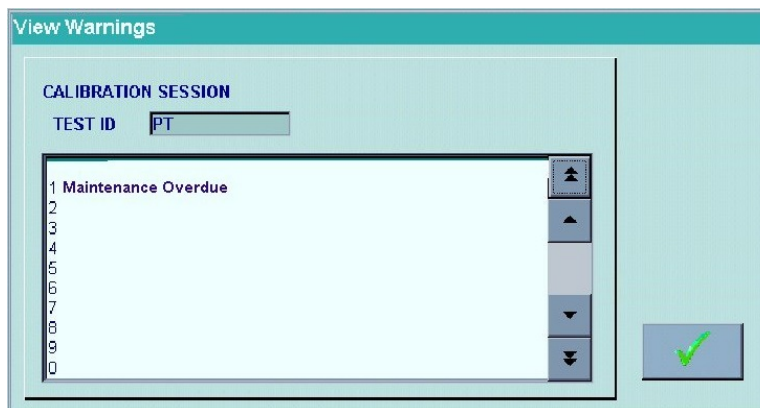 View Warnings
CALIBRATION SESSION
TEST ID PT
1 Maintenance Overdue
2
3
4
5
6
7
8
9
0